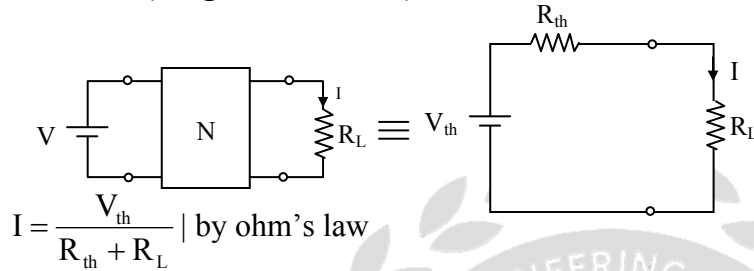 R_th
I
V_th
R_L
I
V
N
R_L ≡
I = V_th / (R_th + R_L) | by ohm's law